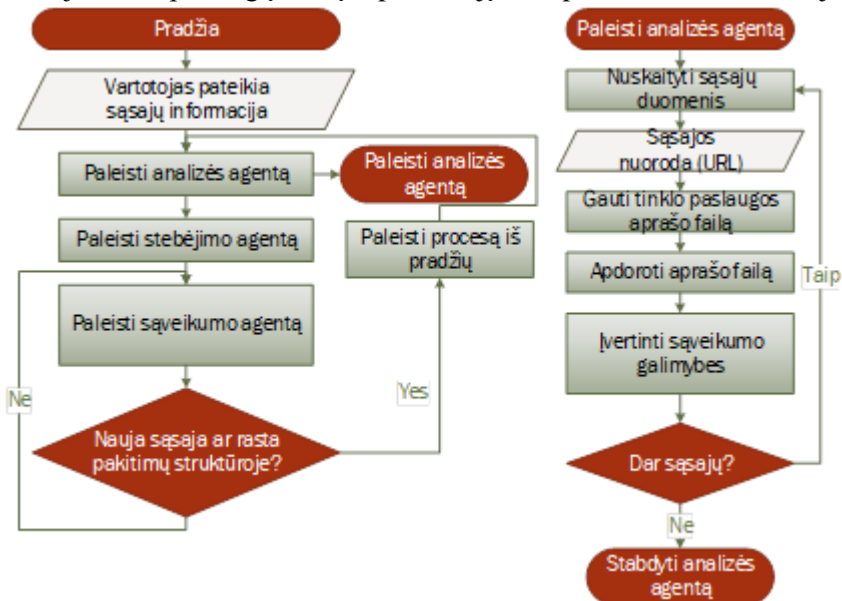 Pradžia
Vartotojas pateikia
sąsajų informacija
Paleisti analizės agentą
Paleisti analizės
agentą
Paleisti stebėjimo agentą
Paleisti procesą iš
pradžių
Paleisti sąveikumo agentą
Ne
Yes
Nauja sąsaja ar rasta
pakitimų struktūroje?
Paleisti analizės agentą
Nuskaityti sąsajų
duomenis
Sąsajos
nuoroda (URL)
Gauti tinklo paslaugos
aprašo failą
Apdoroti aprašo failą
Taip
Įvertinti sąveikumo
galimybes
Dar sąsajų?
Ne
Stabdyti analizės
agentą